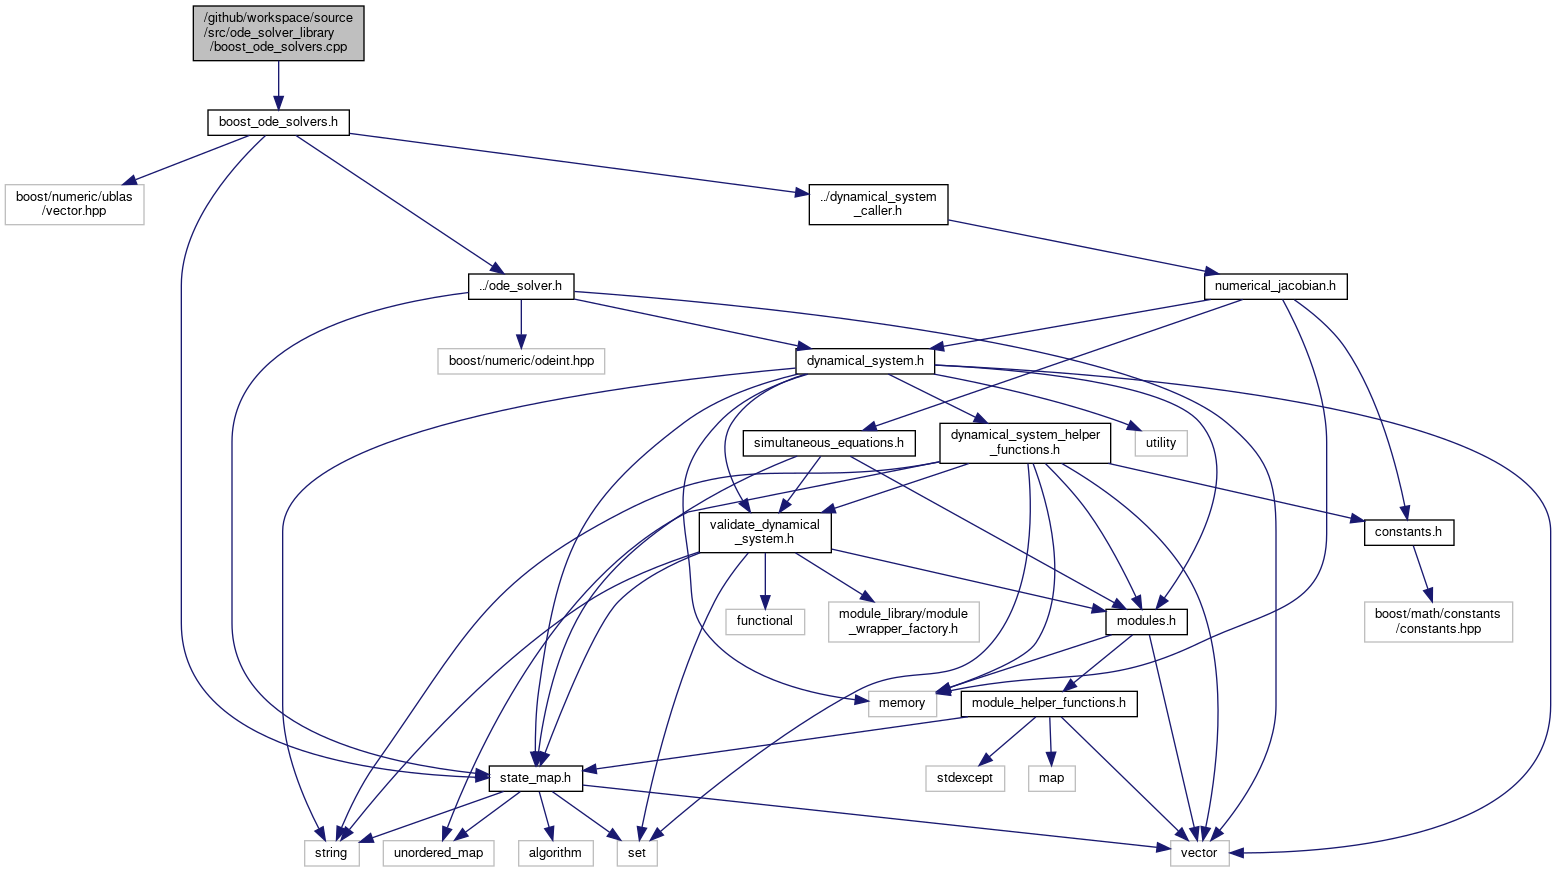 /github/workspace/source
/src/ode_solver_library
/boost_ode_solvers.cpp
boost_ode_solvers.h
boost/numeric/ublas
/vector.hpp
../dynamical_system
_caller.h
../ode_solver.h
numerical_jacobian.h
boost/numeric/odeint.hpp
dynamical_system.h
simultaneous_equations.h
dynamical_system_helper
_functions.h
utility
validate_dynamical
_system.h
constants.h
functional
module_library/module
_wrapper_factory.h
modules.h
boost/math/constants
/constants.hpp
memory
module_helper_functions.h
state_map.h
stdexcept
map
string
unordered_map
algorithm
set
vector